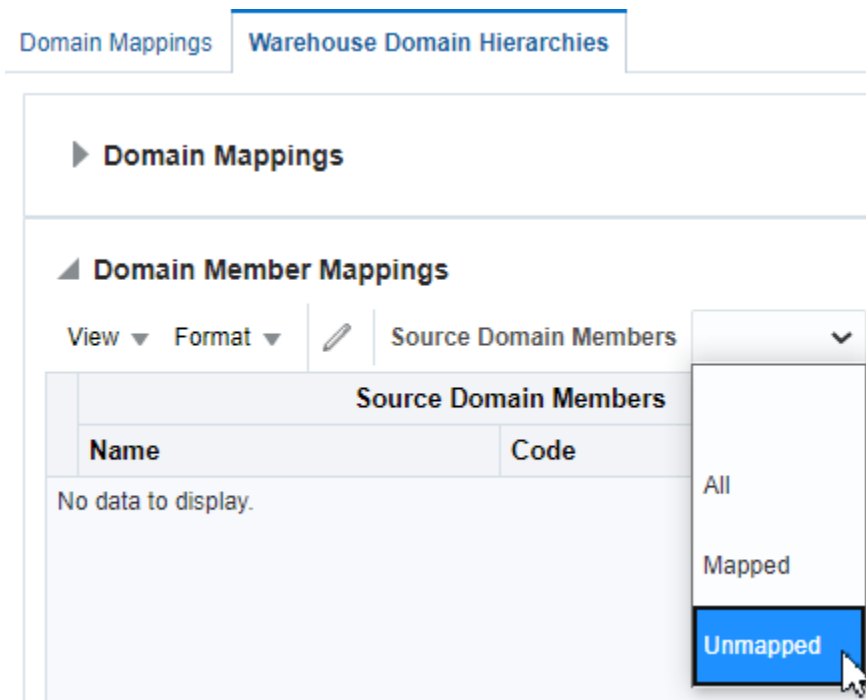 Domain Mappings Warehouse Domain Hierarchies
Domain Mappings
Domain Member Mappings
View Format Source Domain Members
Source Domain Members
Name Code
No data to display.
All
Mapped
Unmapped